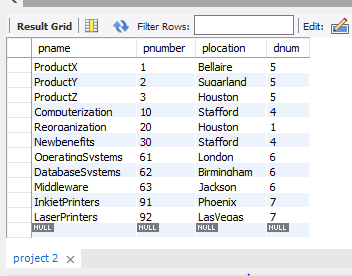 Result Grid Filter Rows: Edit:
pname pnumber plocation dnum
ProductX 1 Bellaire 5
ProductY 2 Sugarland 5
ProductZ 3 Houston 5
Computerization 10 Stafford 4
Reorganization 20 Houston 1
Newbenefits 30 Stafford 4
OperatingSystems 61 London 6
DatabaseSystems 62 Birmingham 6
Middleware 63 Jackson 6
InkjetPrinters 91 Phoenix 7
LaserPrinters 92 LasVegas 7
NULL NULL NULL NULL
project 2 ×